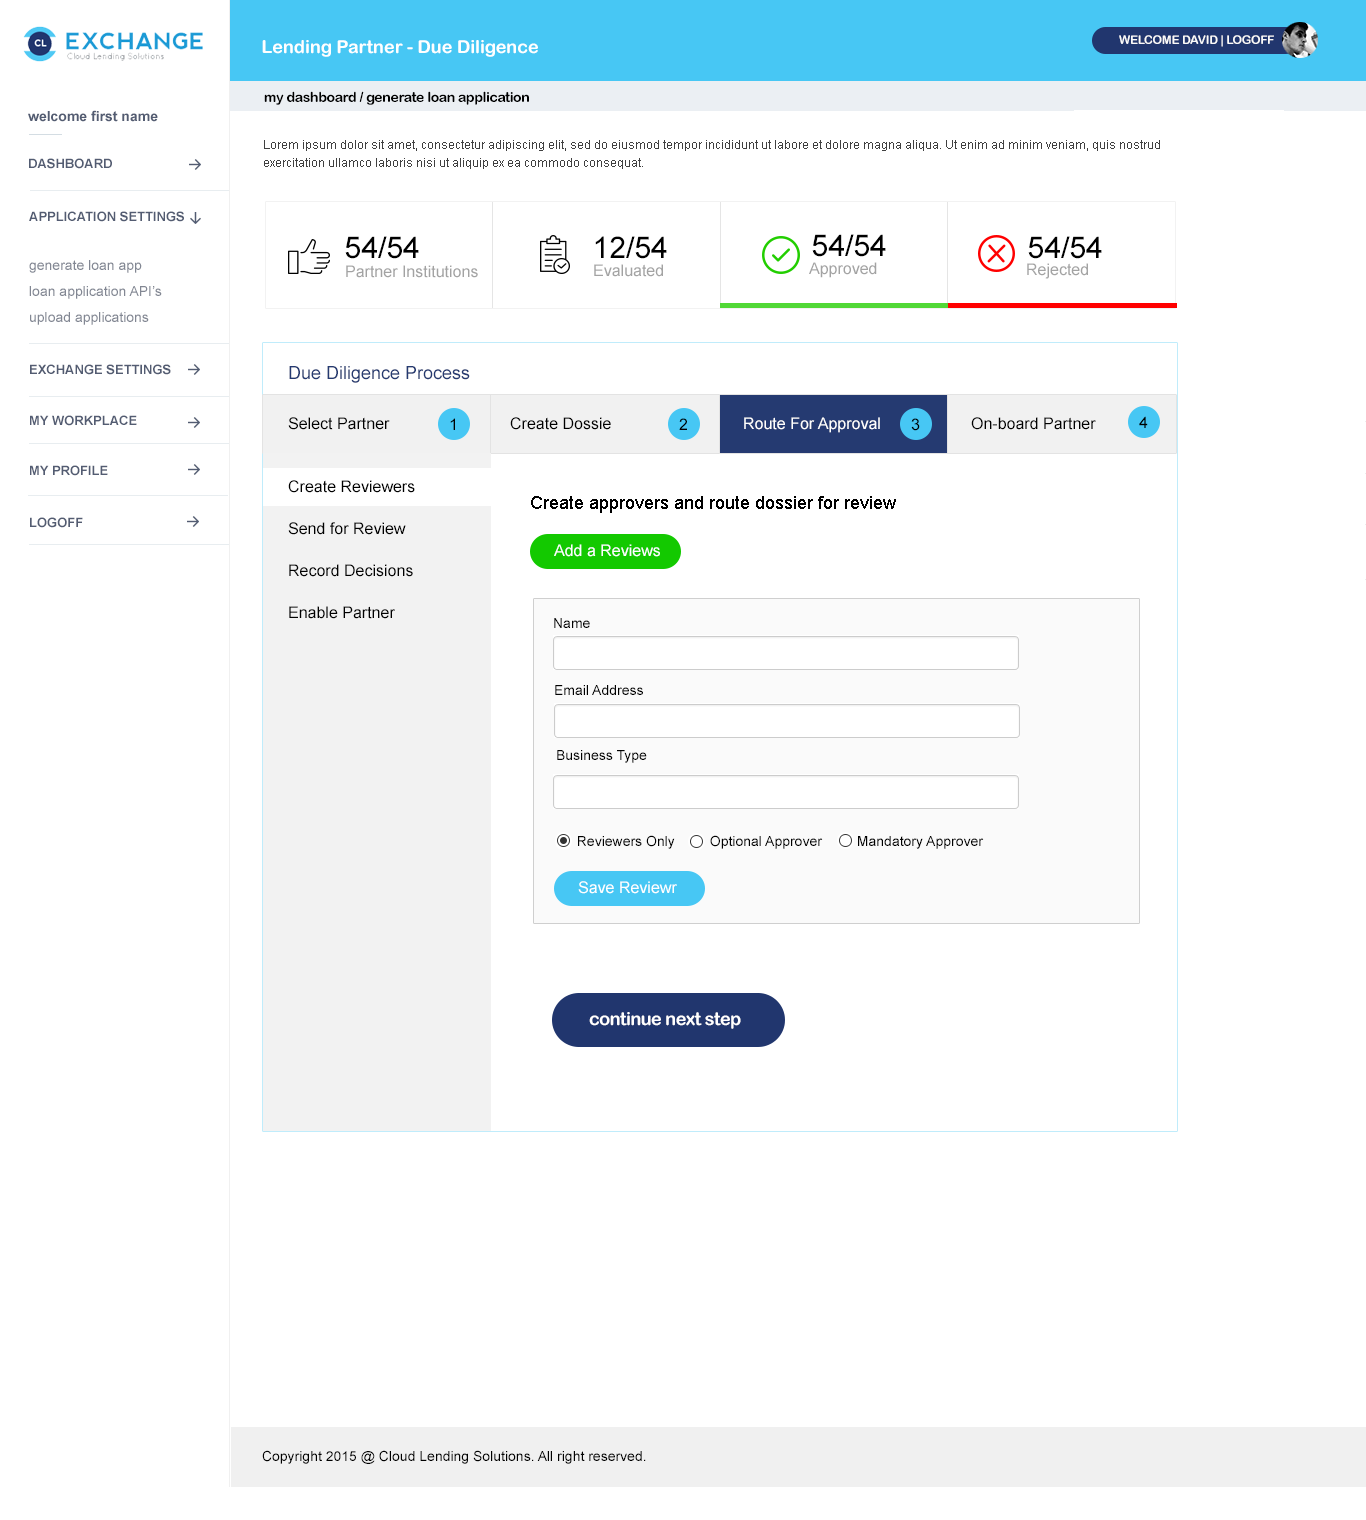 CL EXCHANGE
Cloud Lending Solutions
welcome first name
DASHBOARD
APPLICATION SETTINGS
generate loan app
loan application API's
upload applications
EXCHANGE SETTINGS
MY WORKPLACE
MY PROFILE
LOGOFF
Lending Partner - Due Diligence
WELCOME DAVID | LOGOFF
my dashboard / generate loan application
Lorem ipsum dolor sit amet, consectetur adipiscing elit, sed do eiusmod tempor incididunt ut labore et dolore magna aliqua. Ut enim ad minim veniam, quis nostrud
exercitation ullamco laboris nisi ut aliquip ex ea commodo consequat.
54/54
Partner Institutions
12/54
Evaluated
54/54
Approved
54/54
Rejected
Due Diligence Process
Select Partner 1
Create Dossie 2
Route For Approval 3
On-board Partner 4
Create Reviewers
Send for Review
Record Decisions
Enable Partner
Create approvers and route dossier for review
Add a Reviews
Name
Email Address
Business Type
Reviewers Only
Optional Approver
Mandatory Approver
Save Reviewr
continue next step
Copyright 2015 @ Cloud Lending Solutions. All right reserved.